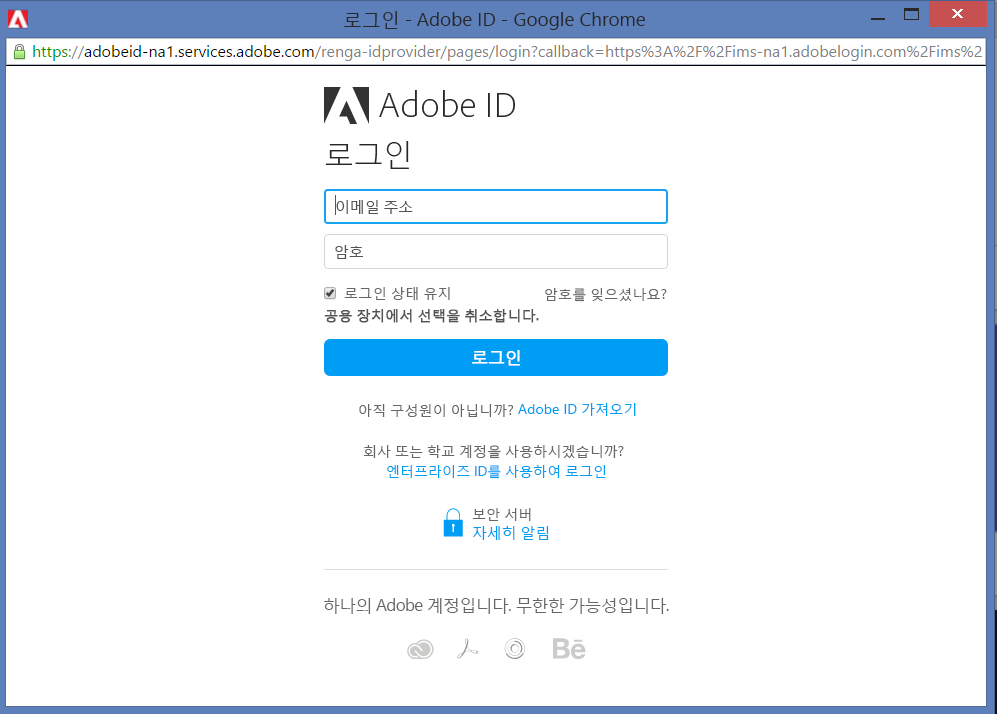 로그인 - Adobe ID - Google Chrome
https://adobeid-na1.services.adobe.com/renga-idprovider/pages/login?callback=https%3A%2F%2Fims-na1.adobelogin.com%2Fims%2
Adobe ID
로그인
이메일 주소
암호
로그인 상태 유지 암호를 잊으셨나요?
공용 장치에서 선택을 취소합니다.
로그인
아직 구성원이 아닙니까? Adobe ID 가져오기
회사 또는 학교 계정을 사용하시겠습니까?
엔터프라이즈 ID를 사용하여 로그인
보안 서버
자세히 알림
하나의 Adobe 계정입니다. 무한한 가능성입니다.
Bē